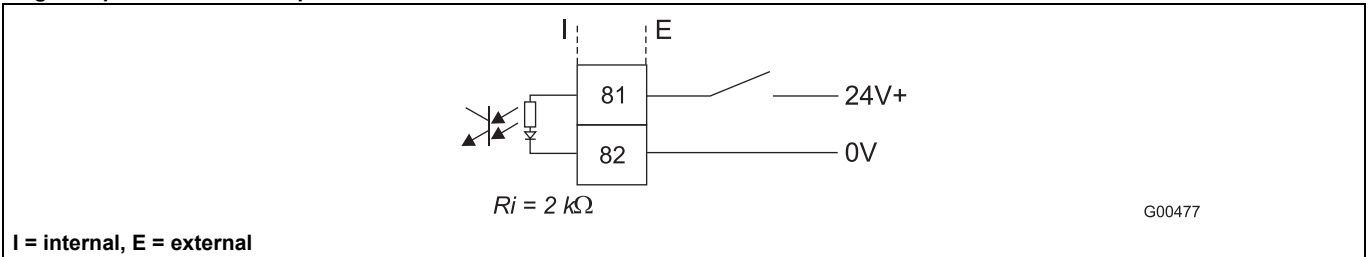 I E
81 24V+
82 0V
Ri = 2 kΩ
G00477
I = internal, E = external